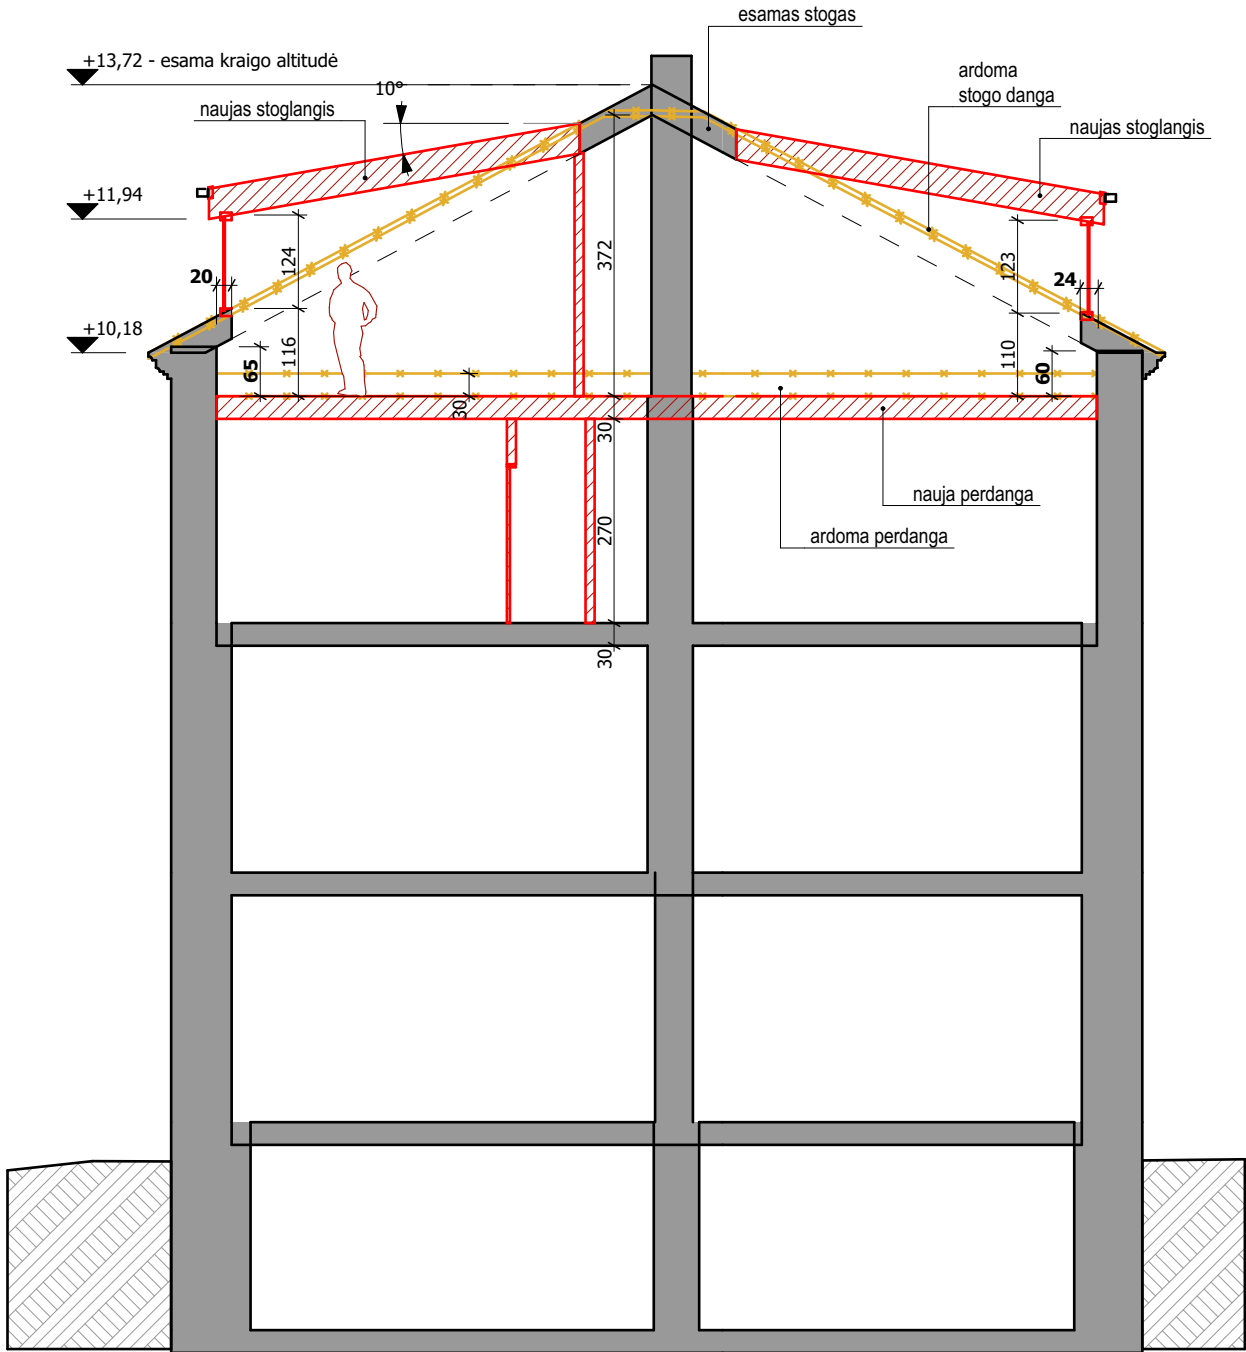 esamas stogas
+13,72 - esama kraigo altitudė
ardoma
stogo danga
10°
naujas stoglangis
naujas stoglangis
+11,94
372
124
123
20
24
+10,18
116
110
65
60
30
30
nauja perdanga
270
ardoma perdanga
30